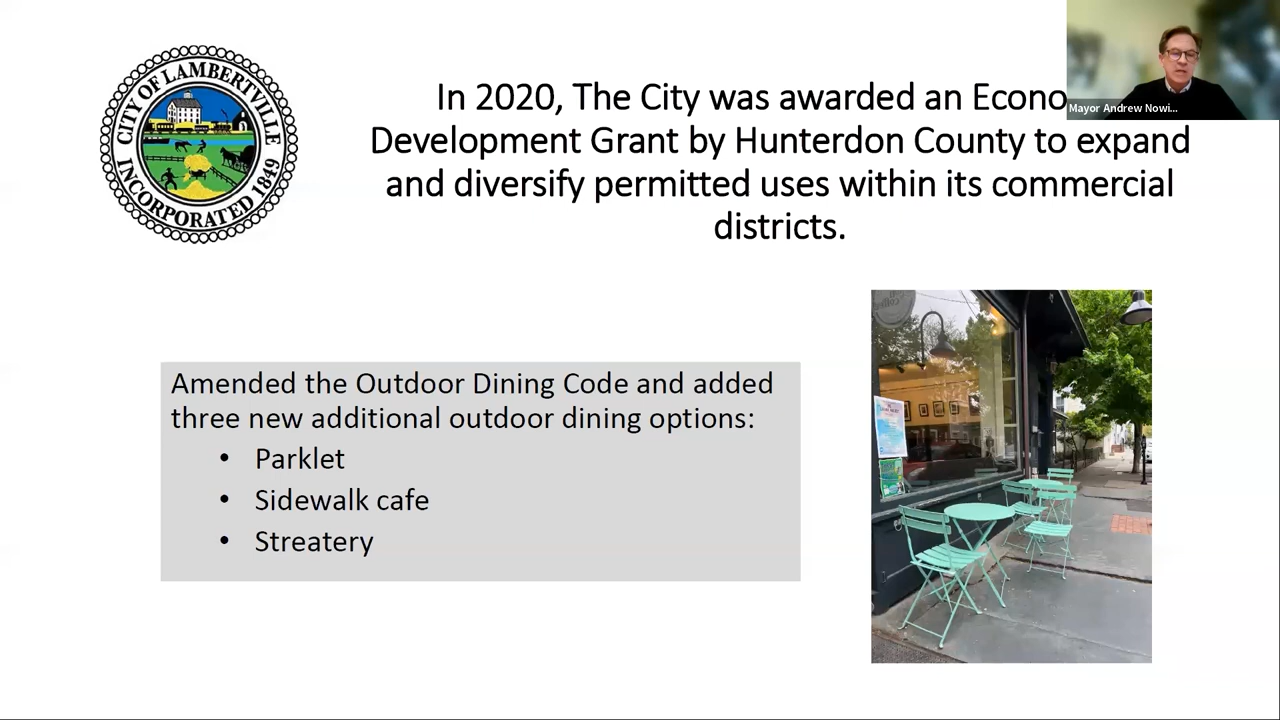 CITY OF LAMBERTVILLE
INCORPORATED 1849
In 2020, The City was awarded an Econo
Development Grant by Hunterdon County to expand
and diversify permitted uses within its commercial
districts.
Mayor Andrew Nowi...
Amended the Outdoor Dining Code and added
three new additional outdoor dining options:
• Parklet
• Sidewalk cafe
• Streatery